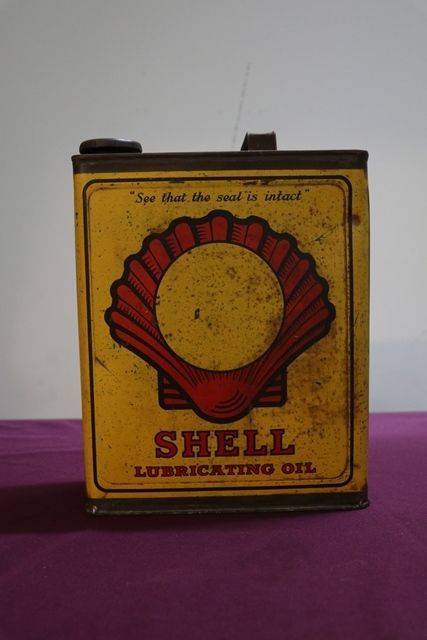 "See that the seal is intact"
SHELL
LUBRICATING OIL